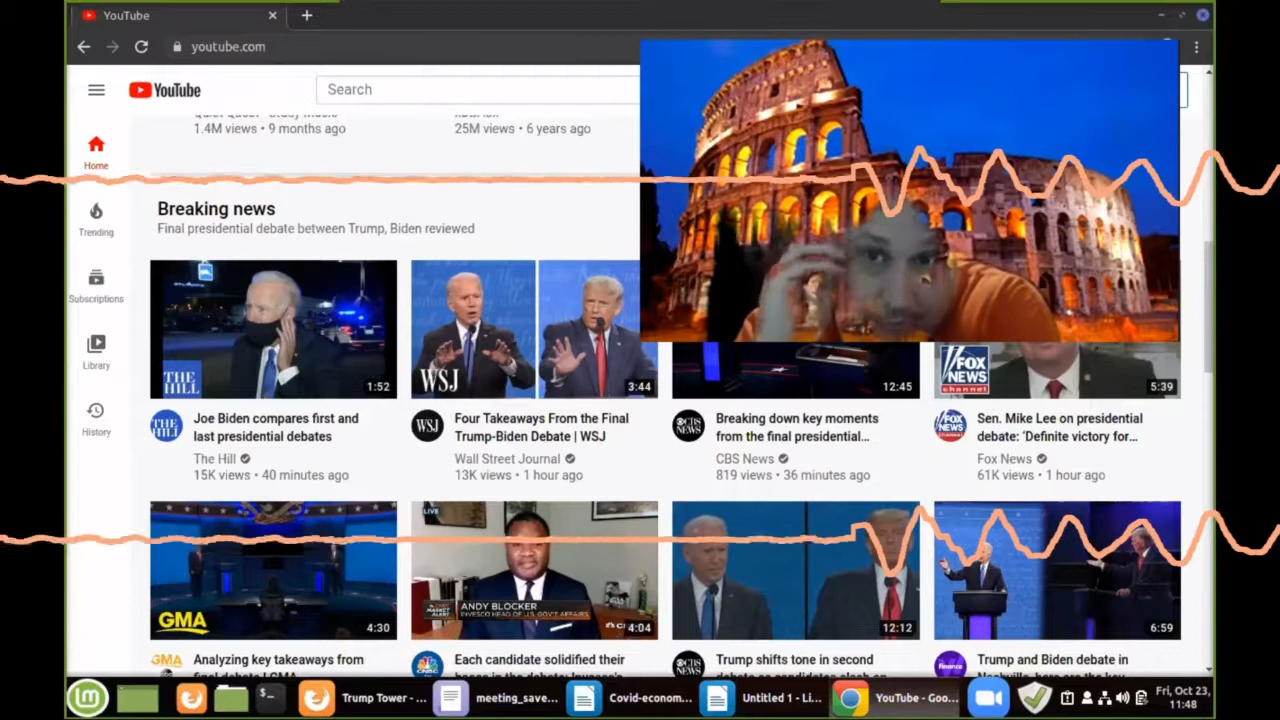 YouTube
youtube.com
YouTube
Search
1.4M views • 9 months ago
25M views • 6 years ago
Home
Breaking news
Trending
Final presidential debate between Trump, Biden reviewed
Subscriptions
Library
History
THE HILL
1:52
WSJ
3:44
12:45
FOX NEWS channel
5:39
Joe Biden compares first and
last presidential debates
The Hill
15K views • 40 minutes ago
Four Takeaways From the Final
Trump-Biden Debate | WSJ
Wall Street Journal
13K views • 1 hour ago
Breaking down key moments
from the final presidential...
CBS News
819 views • 36 minutes ago
Sen. Mike Lee on presidential
debate: ‘Definite victory for...
Fox News
61K views • 1 hour ago
GMA
4:30
LIVE
ANDY BLOCKER
INVESCO HEAD OF U.S. GOV'T AFFAIRS
4:04
12:12
6:59
GMA
Analyzing key takeaways from
Each candidate solidified their
Trump shifts tone in second
Trump and Biden debate in
Trump Tower - ...
meeting_save...
Covid-econom...
Untitled 1 - Li...
YouTube - Goo...
Fri, Oct 23,
11:48